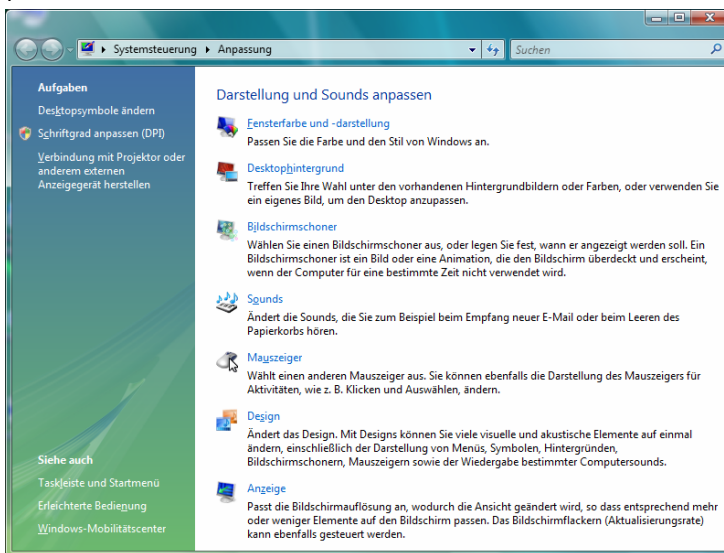 Systemsteuerung ▸ Anpassung
Suchen
Aufgaben
Desktopsymbole ändern
Schriftgrad anpassen (DPI)
Verbindung mit Projektor oder
anderem externen
Anzeigegerät herstellen
Siehe auch
Taskleiste und Startmenü
Erleichterte Bedienung
Windows-Mobilitätscenter
Darstellung und Sounds anpassen
Fensterfarbe und -darstellung
Passen Sie die Farbe und den Stil von Windows an.
Desktophintergrund
Treffen Sie Ihre Wahl unter den vorhandenen Hintergrundbildern oder Farben, oder verwenden Sie
ein eigenes Bild, um den Desktop anzupassen.
Bildschirmschoner
Wählen Sie einen Bildschirmschoner aus, oder legen Sie fest, wann er angezeigt werden soll. Ein
Bildschirmschoner ist ein Bild oder eine Animation, die den Bildschirm überdeckt und erscheint,
wenn der Computer für eine bestimmte Zeit nicht verwendet wird.
Sounds
Ändert die Sounds, die Sie zum Beispiel beim Empfang neuer E-Mail oder beim Leeren des
Papierkorbs hören.
Mauszeiger
Wählt einen anderen Mauszeiger aus. Sie können ebenfalls die Darstellung des Mauszeigers für
Aktivitäten, wie z. B. Klicken und Auswählen, ändern.
Design
Ändert das Design. Mit Designs können Sie viele visuelle und akustische Elemente auf einmal
ändern, einschließlich der Darstellung von Menüs, Symbolen, Hintergründen,
Bildschirmschonern, Mauszeigern sowie der Wiedergabe bestimmter Computersounds.
Anzeige
Passt die Bildschirmauflösung an, wodurch die Ansicht geändert wird, so dass entsprechend mehr
oder weniger Elemente auf den Bildschirm passen. Das Bildschirmflackern (Aktualisierungsrate)
kann ebenfalls gesteuert werden.